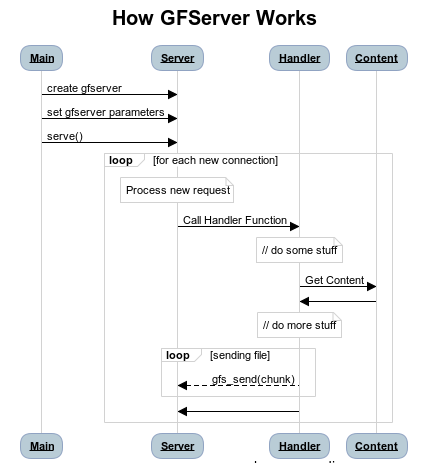 How GFServer Works
Main Server Handler Content
create gfserver
set gfserver parameters
serve()
loop [for each new connection]
Process new request
Call Handler Function
// do some stuff
Get Content
// do more stuff
loop [sending file]
gfs_send(chunk)
Main Server Handler Content